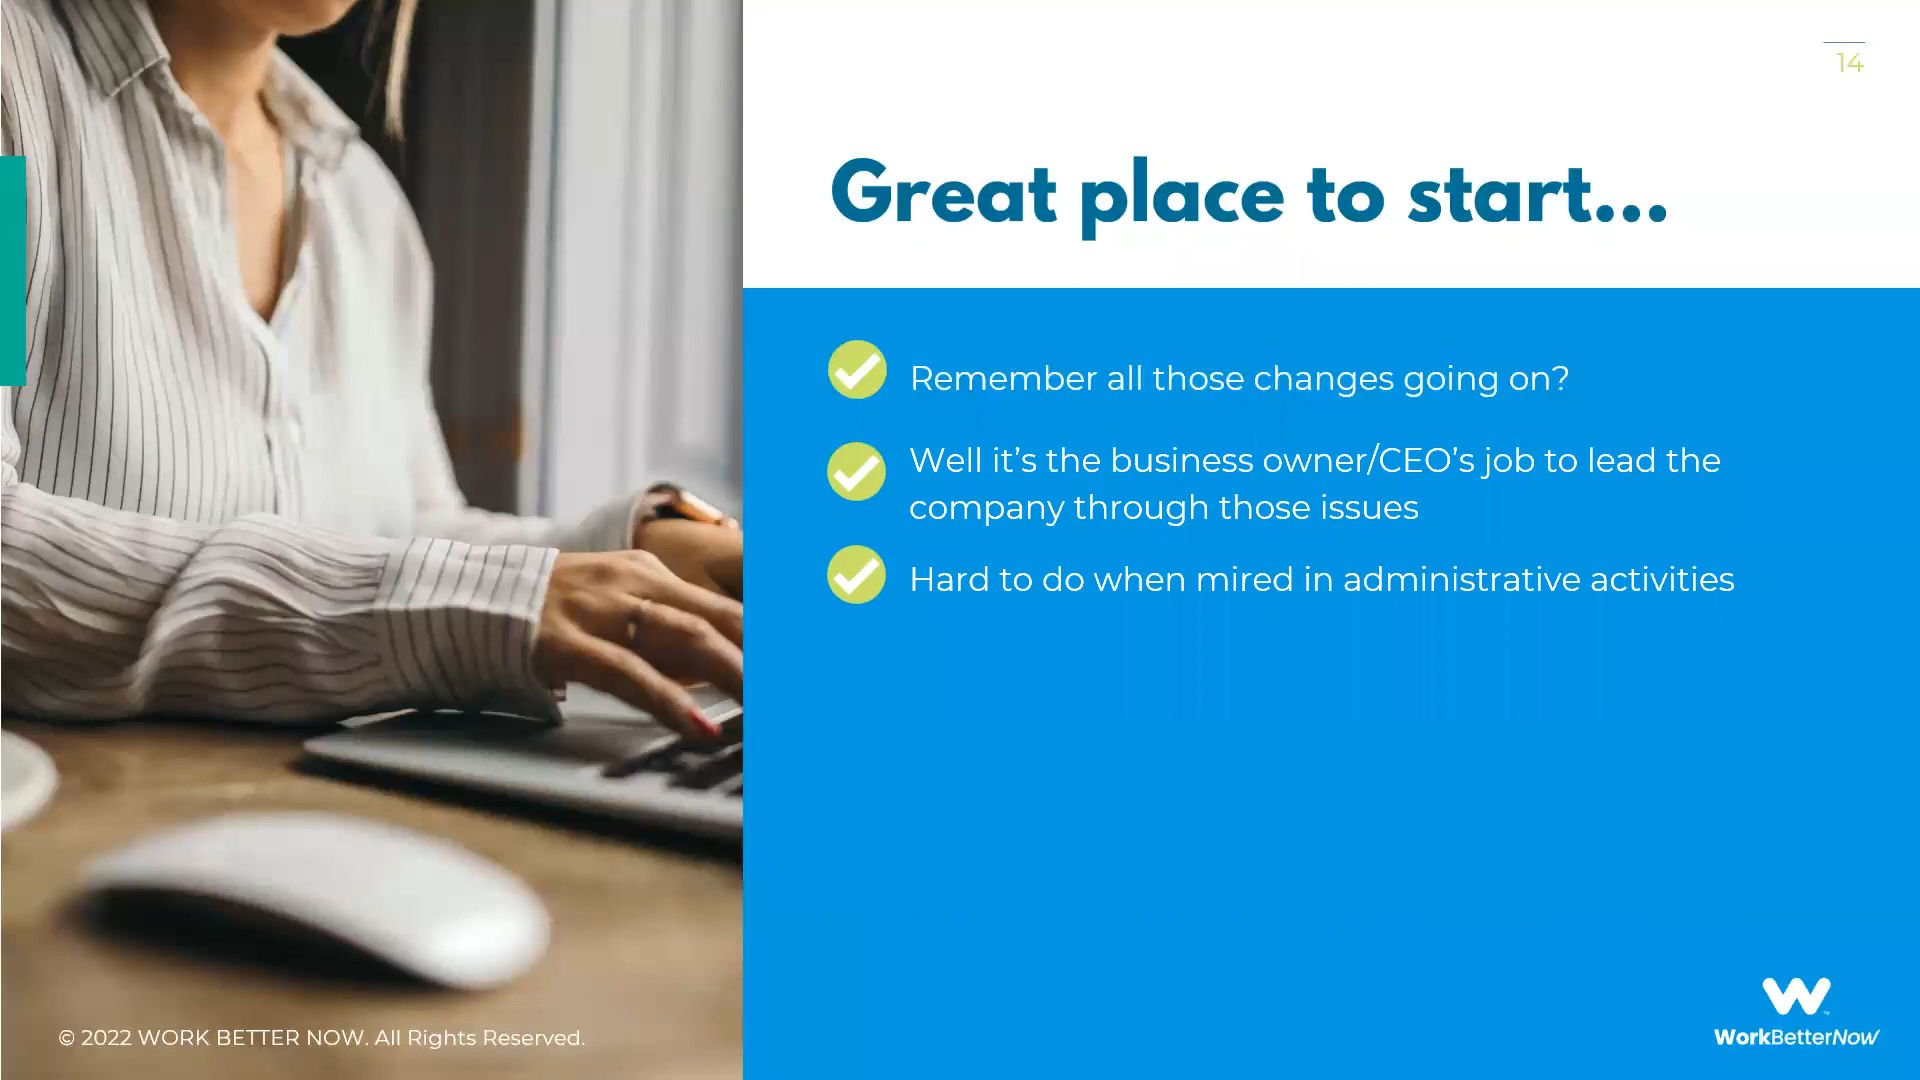 14
Great place to start...
Remember all those changes going on?
Well it’s the business owner/CEO’s job to lead the
company through those issues
Hard to do when mired in administrative activities
© 2022 WORK BETTER NOW. All Rights Reserved.
W
WorkBetterNow